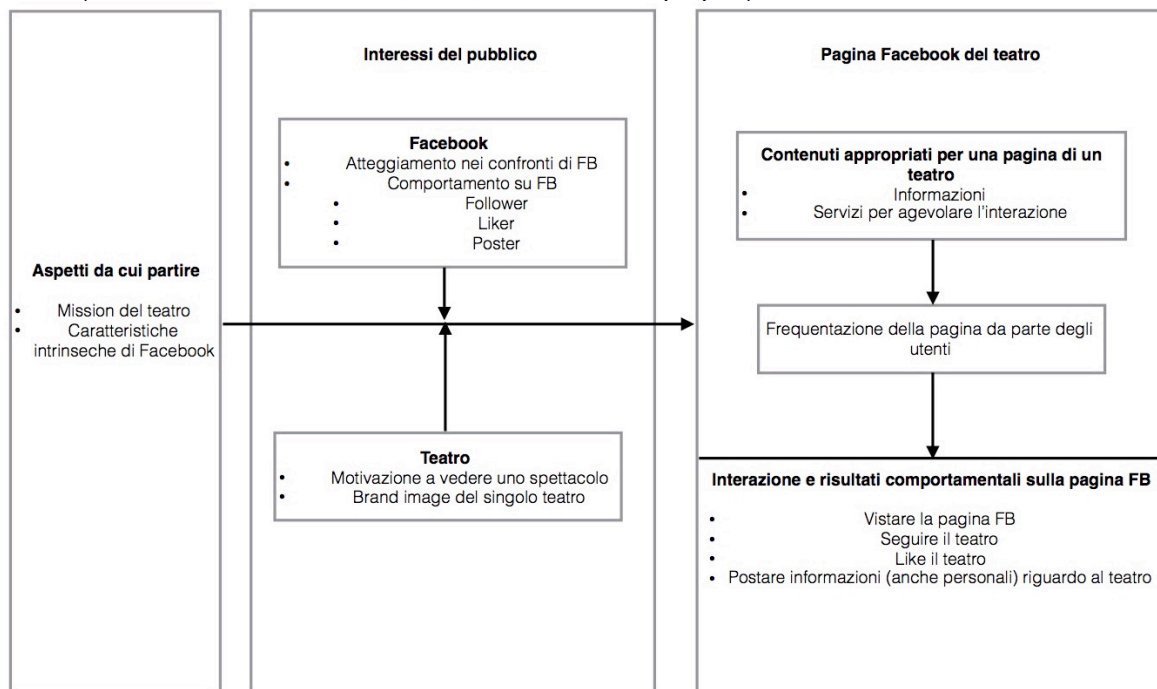 Aspetti da cui partire
• Mission del teatro
• Caratteristiche
intrinseche di Facebook
Interessi del pubblico
Facebook
• Atteggiamento nei confronti di FB
• Comportamento su FB
• Follower
• Liker
• Poster
Teatro
• Motivazione a vedere uno spettacolo
• Brand image del singolo teatro
Pagina Facebook del teatro
Contenuti appropriati per una pagina di un
teatro
• Informazioni
• Servizi per agevolare l'interazione
Frequentazione della pagina da parte degli
utenti
Interazione e risultati comportamentali sulla pagina FB
• Vistare la pagina FB
• Seguire il teatro
• Like il teatro
• Postare informazioni (anche personali) riguardo al teatro